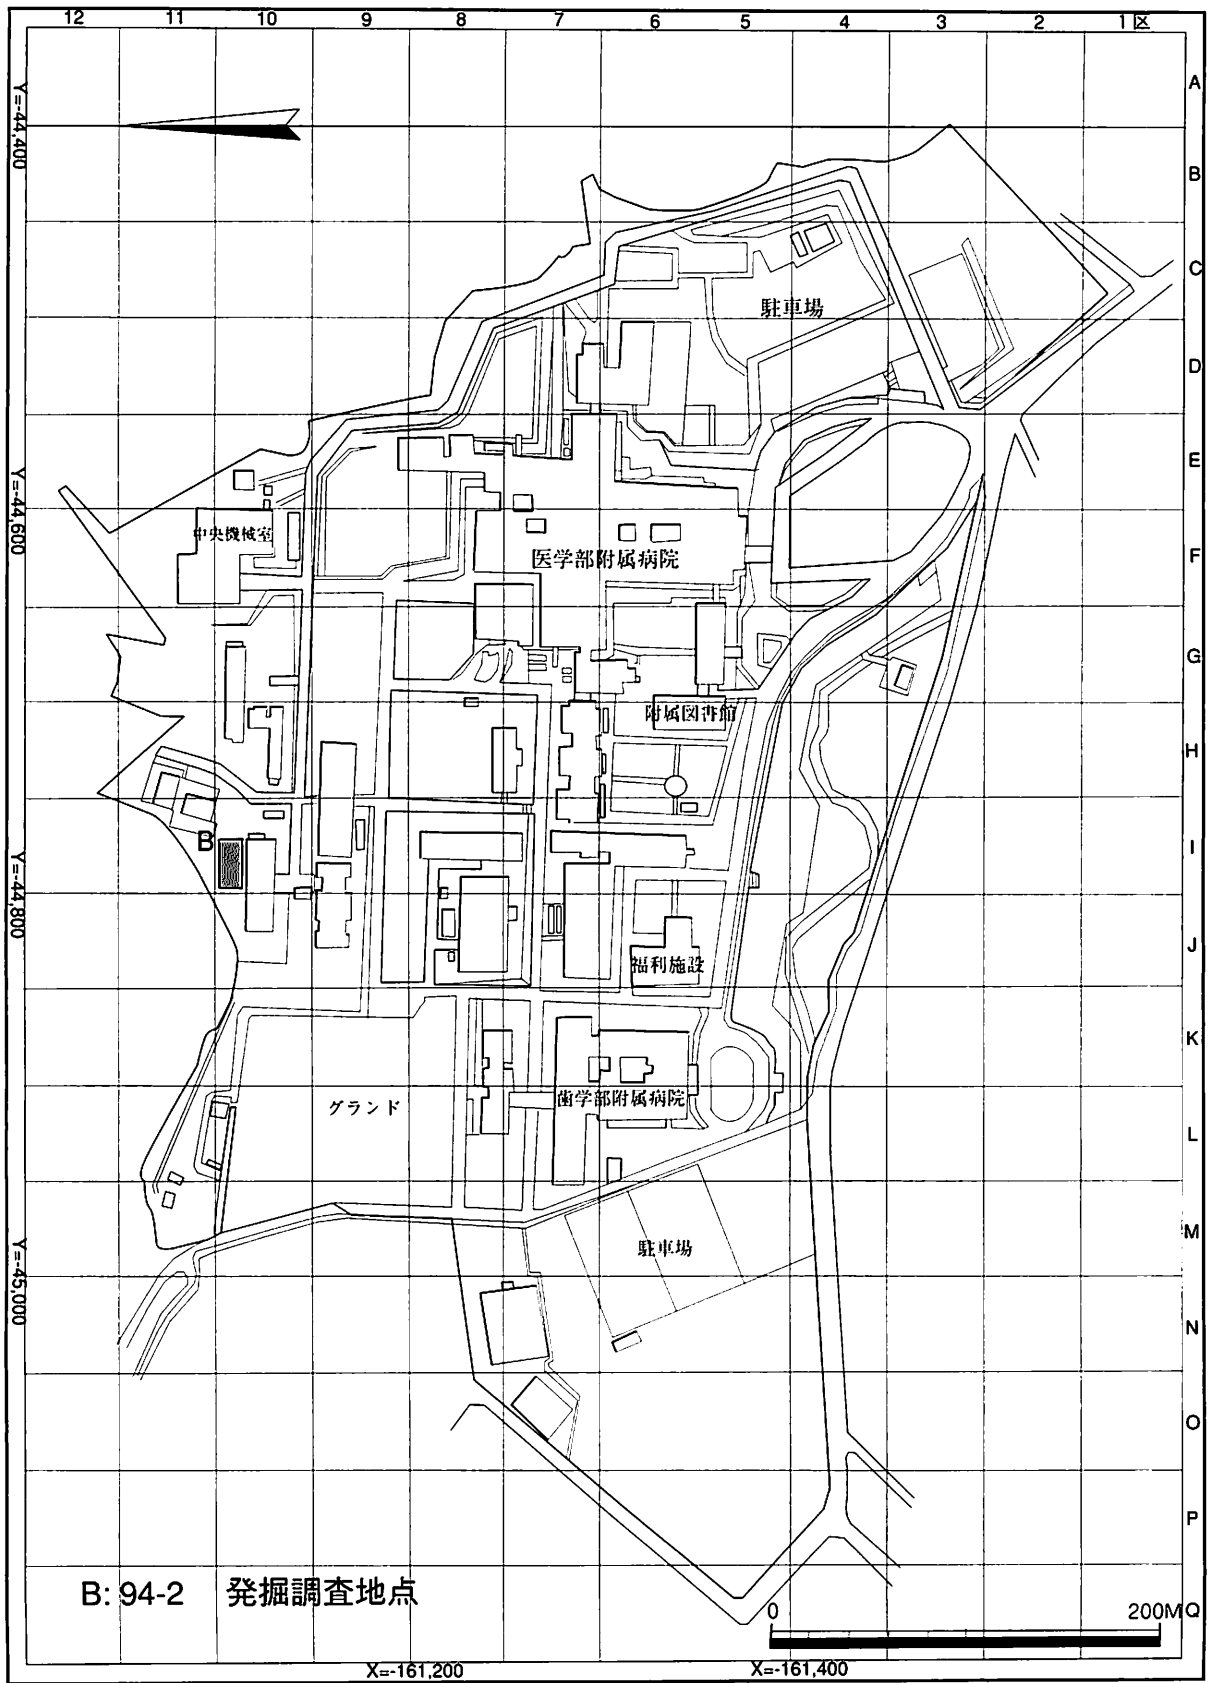 12 11 10 9 8 7 6 5 4 3 2 1区
A
Y=-44,400
B
C
駐車場
D
E
Y=-44,600
中央機械室
医学部附属病院
F
G
附属図書館
H
B
I
Y=-44,800
J
福利施設
K
グランド
歯学部附属病院
L
M
駐車場
Y=-45,000
N
O
P
B: 94-2 発掘調査地点
0 200M
Q
X=-161,200 X=-161,400